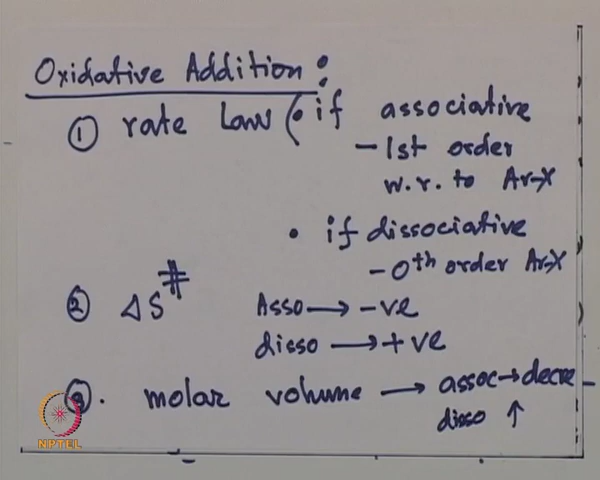 Oxidative Addition:
① rate law (• if associative
- 1st order
w.r. to Ar-X
• if dissociative
- 0th order Ar-X
② ΔS‡ Asso → -ve
disso → +ve
③. molar volume → assoc → decre -
disso ↑
NPTEL